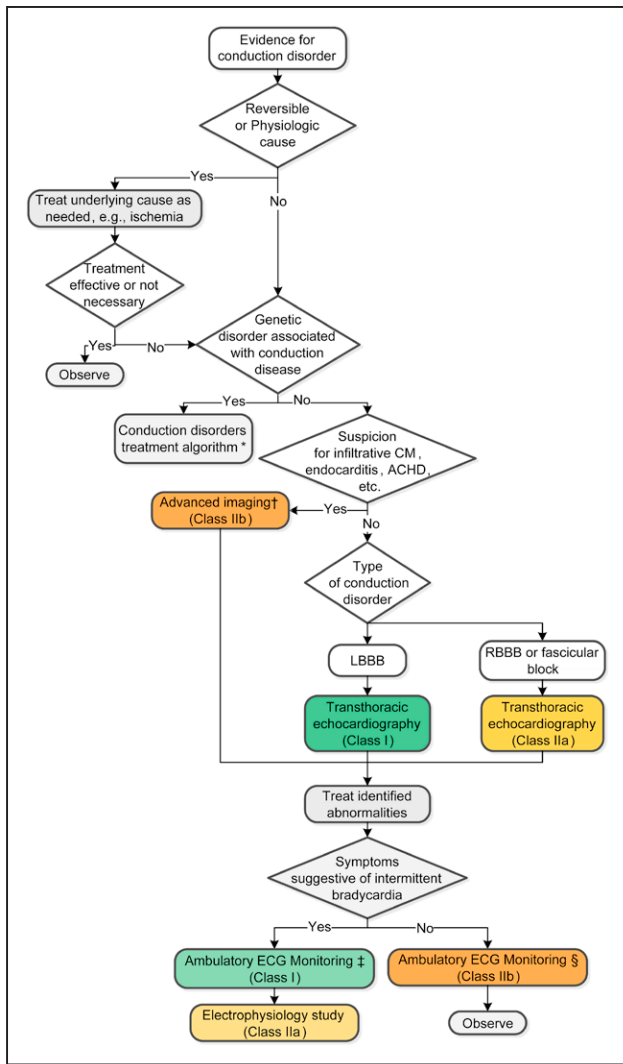 Evidence for
conduction disorder
Reversible
or Physiologic
cause
Yes
No
Treat underlying cause as
needed, e.g., ischemia
Treatment
effective or not
necessary
Yes
No
Observe
Genetic
disorder associated
with conduction
disease
Yes
No
Conduction disorders
treatment algorithm *
Suspicion
for infiltrative CM,
endocarditis, ACHD,
etc.
Yes
No
Advanced imaging†
(Class IIb)
Type
of conduction
disorder
LBBB
RBBB or fascicular
block
Transthoracic
echocardiography
(Class I)
Transthoracic
echocardiography
(Class IIa)
Treat identified
abnormalities
Symptoms
suggestive of intermittent
bradycardia
Yes
No
Ambulatory ECG Monitoring ‡
(Class I)
Ambulatory ECG Monitoring §
(Class IIb)
Electrophysiology study
(Class IIa)
Observe